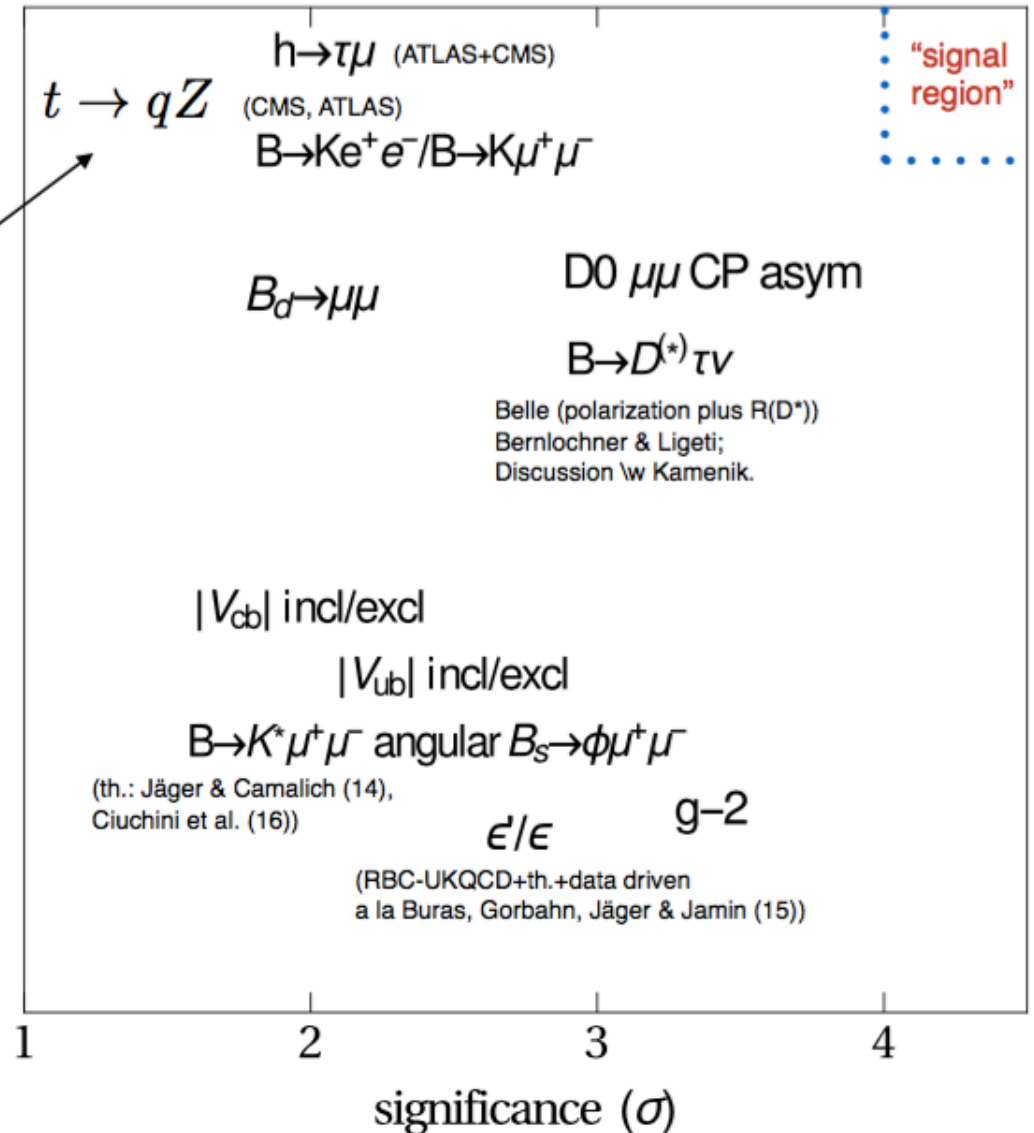 h→τμ (ATLAS+CMS)
"signal
region"
t → qZ (CMS, ATLAS)
B→Ke⁺e⁻/B→Kμ⁺μ⁻
D0 μμ CP asym
B_d→μμ
B→D⁽*⁾τν
Belle (polarization plus R(D*))
Bernlochner & Ligeti;
Discussion \w Kamenik.
|V_cb| incl/excl
|V_ub| incl/excl
B→K*μ⁺μ⁻ angular B_s→ϕμ⁺μ⁻
(th.: Jäger & Camalich (14),
Ciuchini et al. (16))
g–2
ϵ'/ϵ
(RBC-UKQCD+th.+data driven
a la Buras, Gorbahn, Jäger & Jamin (15))
1 2 3 4
significance (σ)